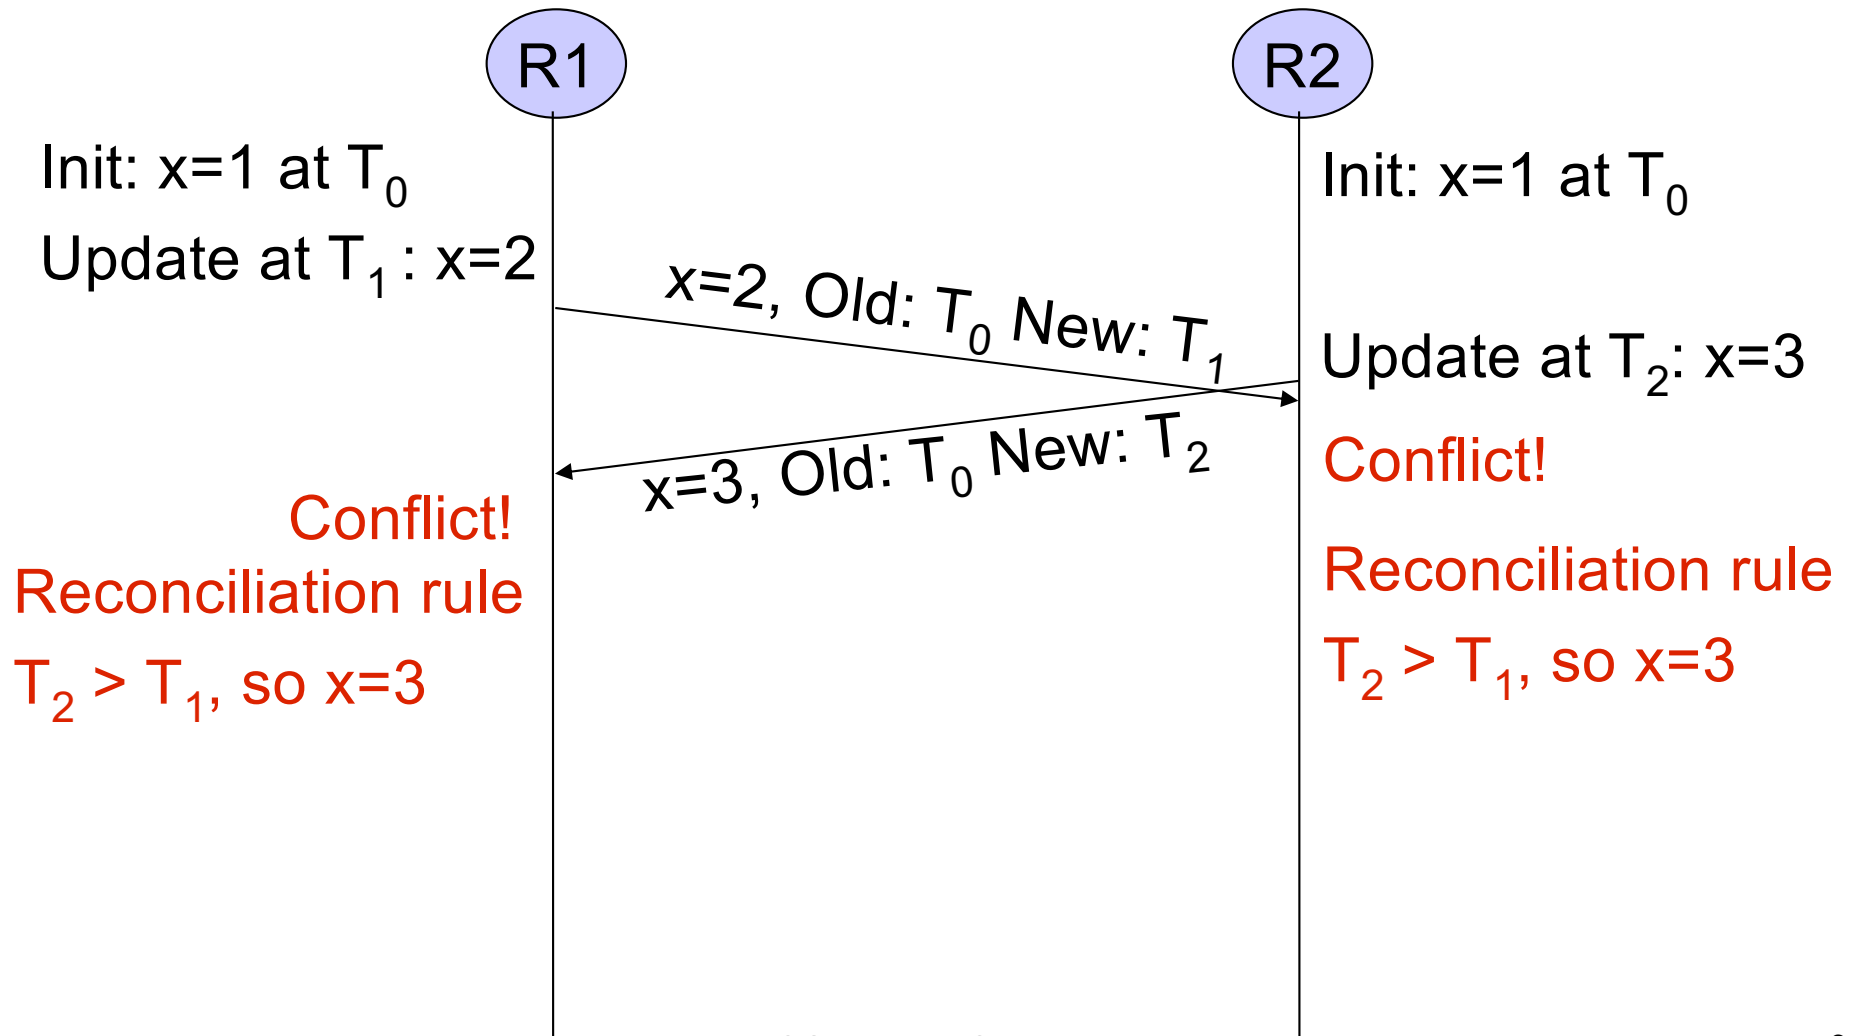 R1
R2
Init: x=1 at T₀
Update at T₁ : x=2
x=2, Old: T₀ New: T₁
x=3, Old: T₀ New: T₂
Conflict!
Reconciliation rule
T₂ > T₁, so x=3
Init: x=1 at T₀
Update at T₂: x=3
Conflict!
Reconciliation rule
T₂ > T₁, so x=3